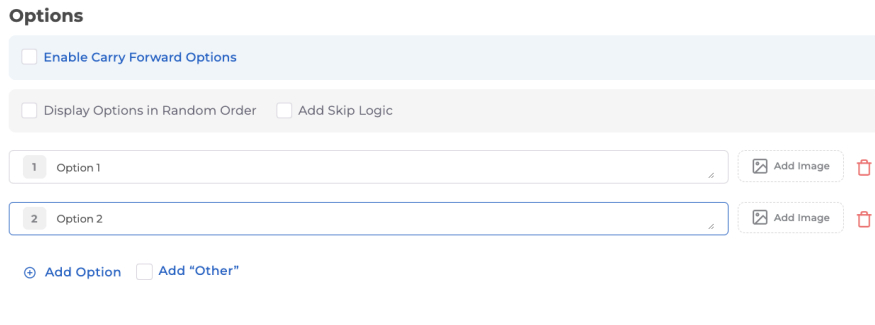 Options
Enable Carry Forward Options
Display Options in Random Order Add Skip Logic
1 Option 1 Add Image
2 Option 2 Add Image
Add Option Add “Other”